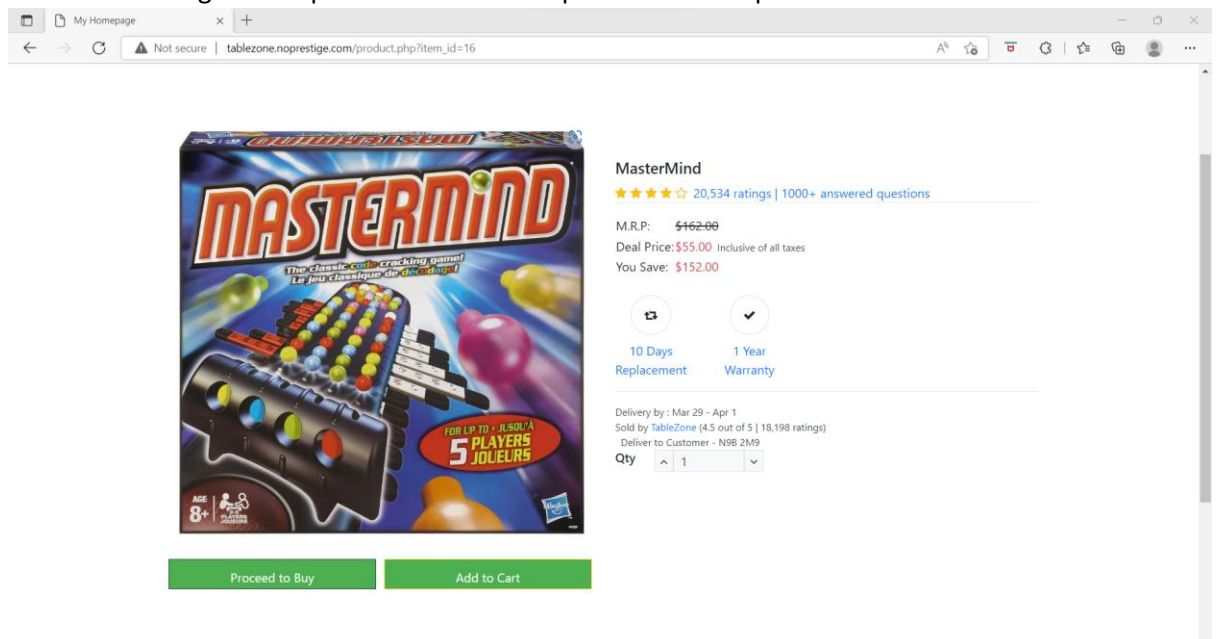 My Homepage
Not secure | tablezone.noprestige.com/product.php?item_id=16
MASTERMIND
MASTERMIND
The classic code cracking game!
Le jeu classique de décodage!
FOR UP TO • JUSQU'À
5 PLAYERS
JOUEURS
AGE
8+
PLAYERS
JOUEURS
Hasbro
MasterMind
20,534 ratings | 1000+ answered questions
M.R.P: $162.00
Deal Price: $55.00 Inclusive of all taxes
You Save: $152.00
10 Days
Replacement
1 Year
Warranty
Delivery by : Mar 29 - Apr 1
Sold by TableZone (4.5 out of 5 | 18,198 ratings)
Deliver to Customer - N9B 2M9
Qty 1
Proceed to Buy
Add to Cart